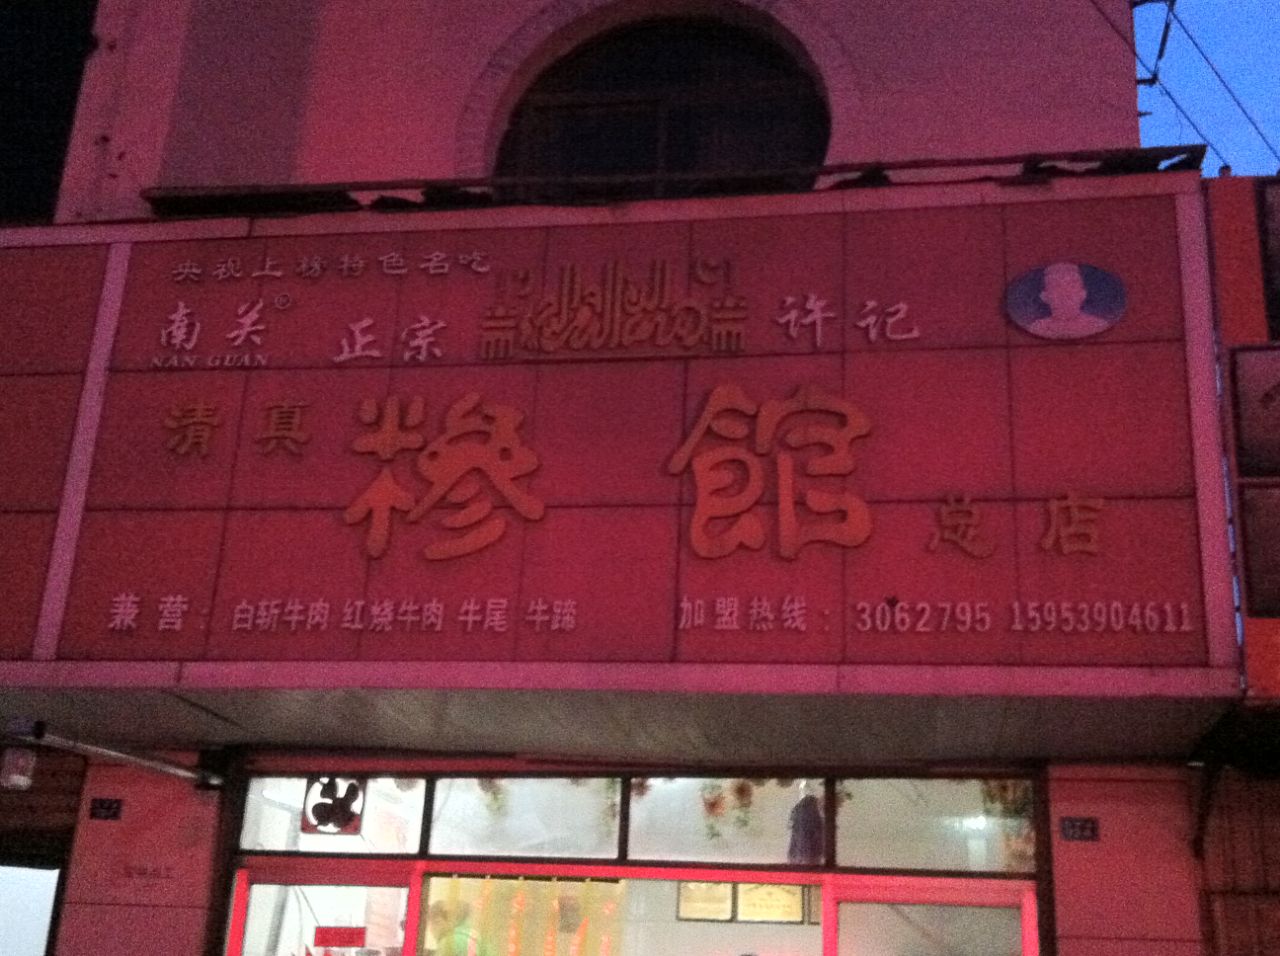 央视上榜特色名吃
南关® 正宗 许记
NAN GUAN
清真 糁 館 总店
兼营: 白斩牛肉 红烧牛肉 牛尾 牛蹄 加盟热线: 3062795 15953904611